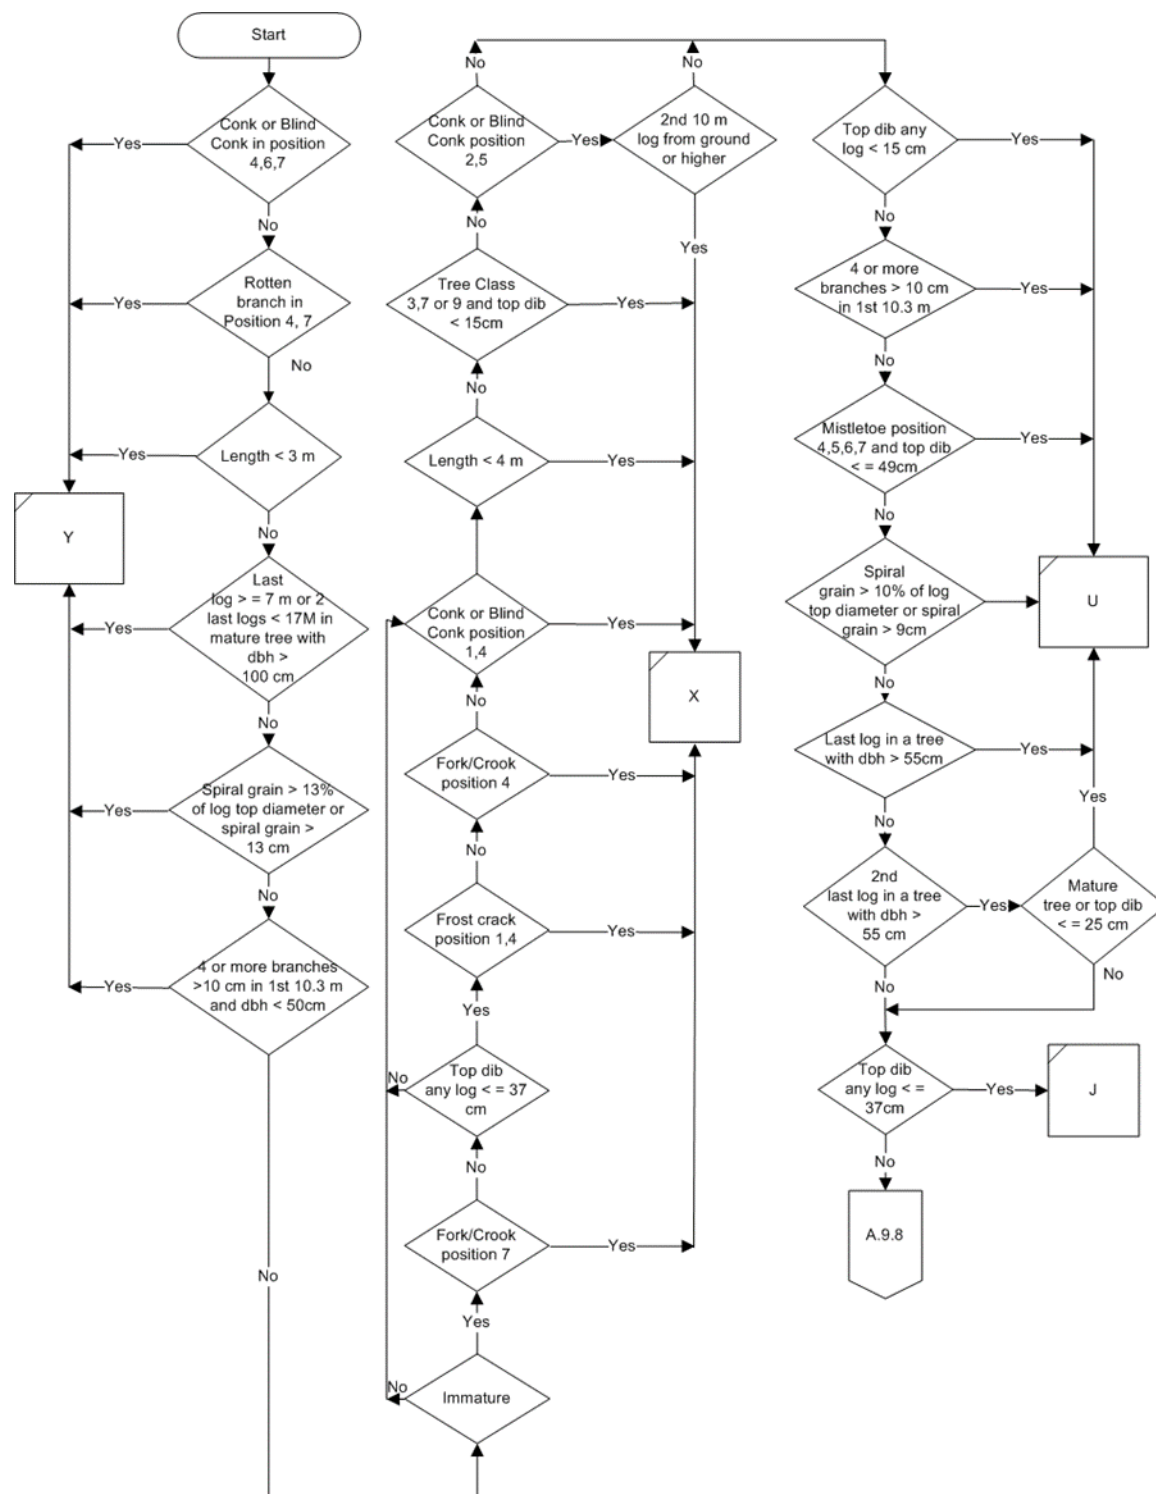 Start
Conk or Blind
Conk in position
4,6,7
Yes
No
Rotten
branch in
Position 4, 7
Yes
No
Length < 3 m
Yes
No
Y
Last
log > = 7 m or 2
last logs < 17M in
mature tree with
dbh >
100 cm
Yes
No
Spiral grain > 13%
of log top diameter or
spiral grain >
13 cm
Yes
No
4 or more branches
>10 cm in 1st 10.3 m
and dbh < 50cm
Yes
No
No
Conk or Blind
Conk position
2,5
Yes
No
2nd 10 m
log from ground
or higher
Yes
No
Tree Class
3,7 or 9 and top dib
< 15cm
Yes
No
Length < 4 m
Yes
Conk or Blind
Conk position
1,4
Yes
X
No
Fork/Crook
position 4
Yes
No
Frost crack
position 1,4
Yes
Yes
Top dib
any log < = 37
cm
No
No
Fork/Crook
position 7
Yes
Yes
Immature
No
Top dib any
log < 15 cm
Yes
No
4 or more
branches > 10 cm
in 1st 10.3 m
Yes
No
Mistletoe position
4,5,6,7 and top dib
< = 49cm
Yes
No
Spiral
grain > 10% of log
top diameter or spiral
grain > 9cm
U
No
Last log in a tree
with dbh > 55cm
Yes
No
Yes
2nd
last log in a tree
with dbh >
55 cm
Yes
Mature
tree or top dib
< = 25 cm
No
No
Top dib
any log < =
37cm
Yes
J
No
A.9.8